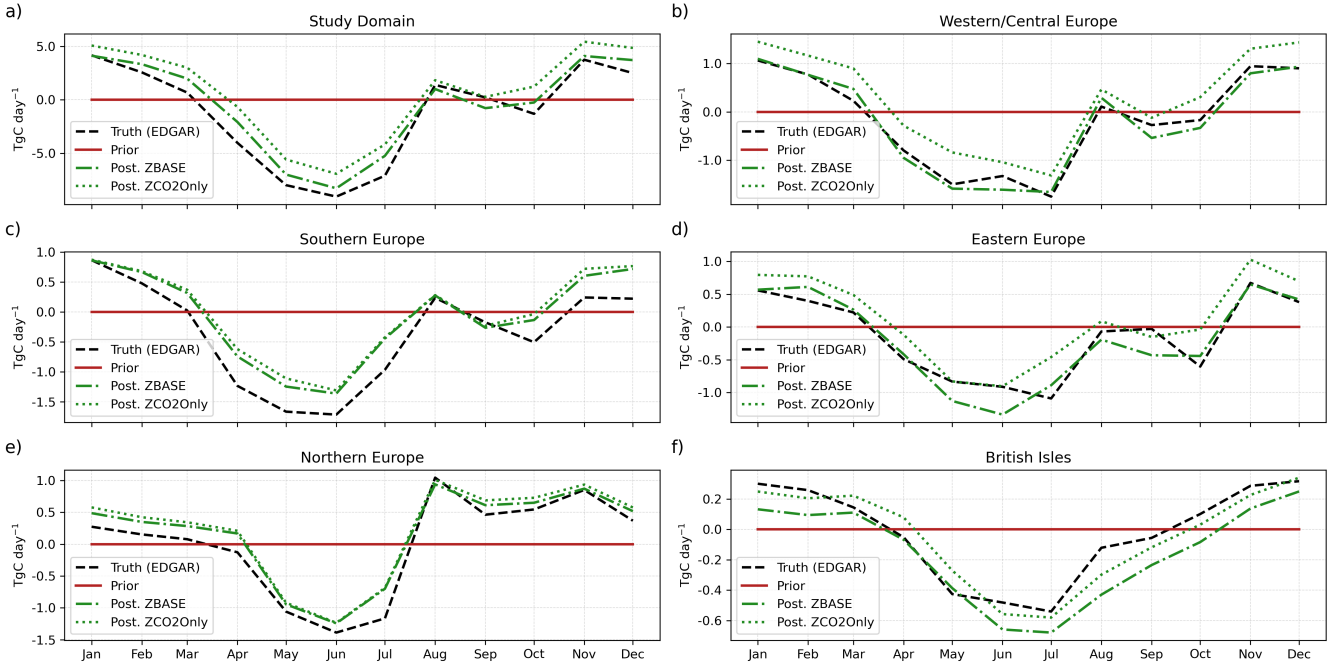 a)
Study Domain
TgC day⁻¹
5.0
0.0
-5.0
Truth (EDGAR)
Prior
Post. ZBASE
Post. ZCO2Only
b)
Western/Central Europe
TgC day⁻¹
1.0
0.0
-1.0
Truth (EDGAR)
Prior
Post. ZBASE
Post. ZCO2Only
c)
Southern Europe
TgC day⁻¹
1.0
0.5
0.0
-0.5
-1.0
-1.5
Truth (EDGAR)
Prior
Post. ZBASE
Post. ZCO2Only
d)
Eastern Europe
TgC day⁻¹
1.0
0.5
0.0
-0.5
-1.0
Truth (EDGAR)
Prior
Post. ZBASE
Post. ZCO2Only
e)
Northern Europe
TgC day⁻¹
1.0
0.5
0.0
-0.5
-1.0
-1.5
Truth (EDGAR)
Prior
Post. ZBASE
Post. ZCO2Only
Jan Feb Mar Apr May Jun Jul Aug Sep Oct Nov Dec
f)
British Isles
TgC day⁻¹
0.2
0.0
-0.2
-0.4
-0.6
Truth (EDGAR)
Prior
Post. ZBASE
Post. ZCO2Only
Jan Feb Mar Apr May Jun Jul Aug Sep Oct Nov Dec